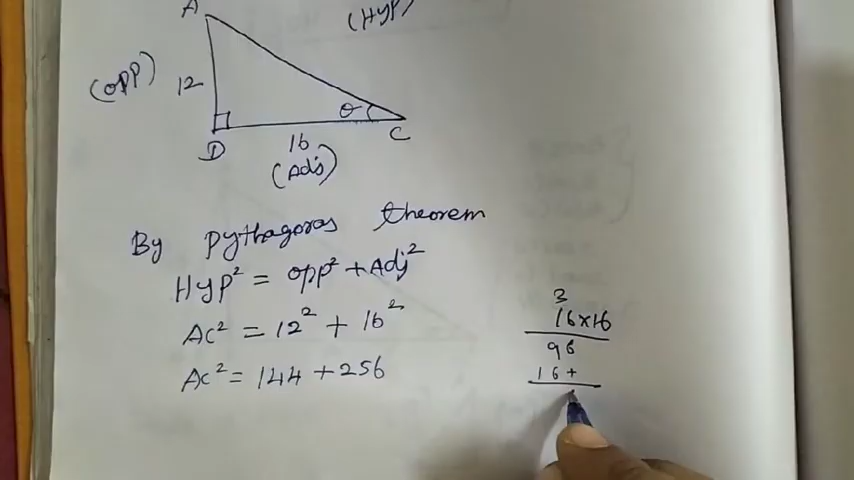 A
(Hyp)
(opp)
12
θ
D
16
C
(Adj)
By pythagoras theorem
Hyp² = opp² + Adj²
AC² = 12² + 16²
AC² = 144 + 256
3
16×16
96
16+